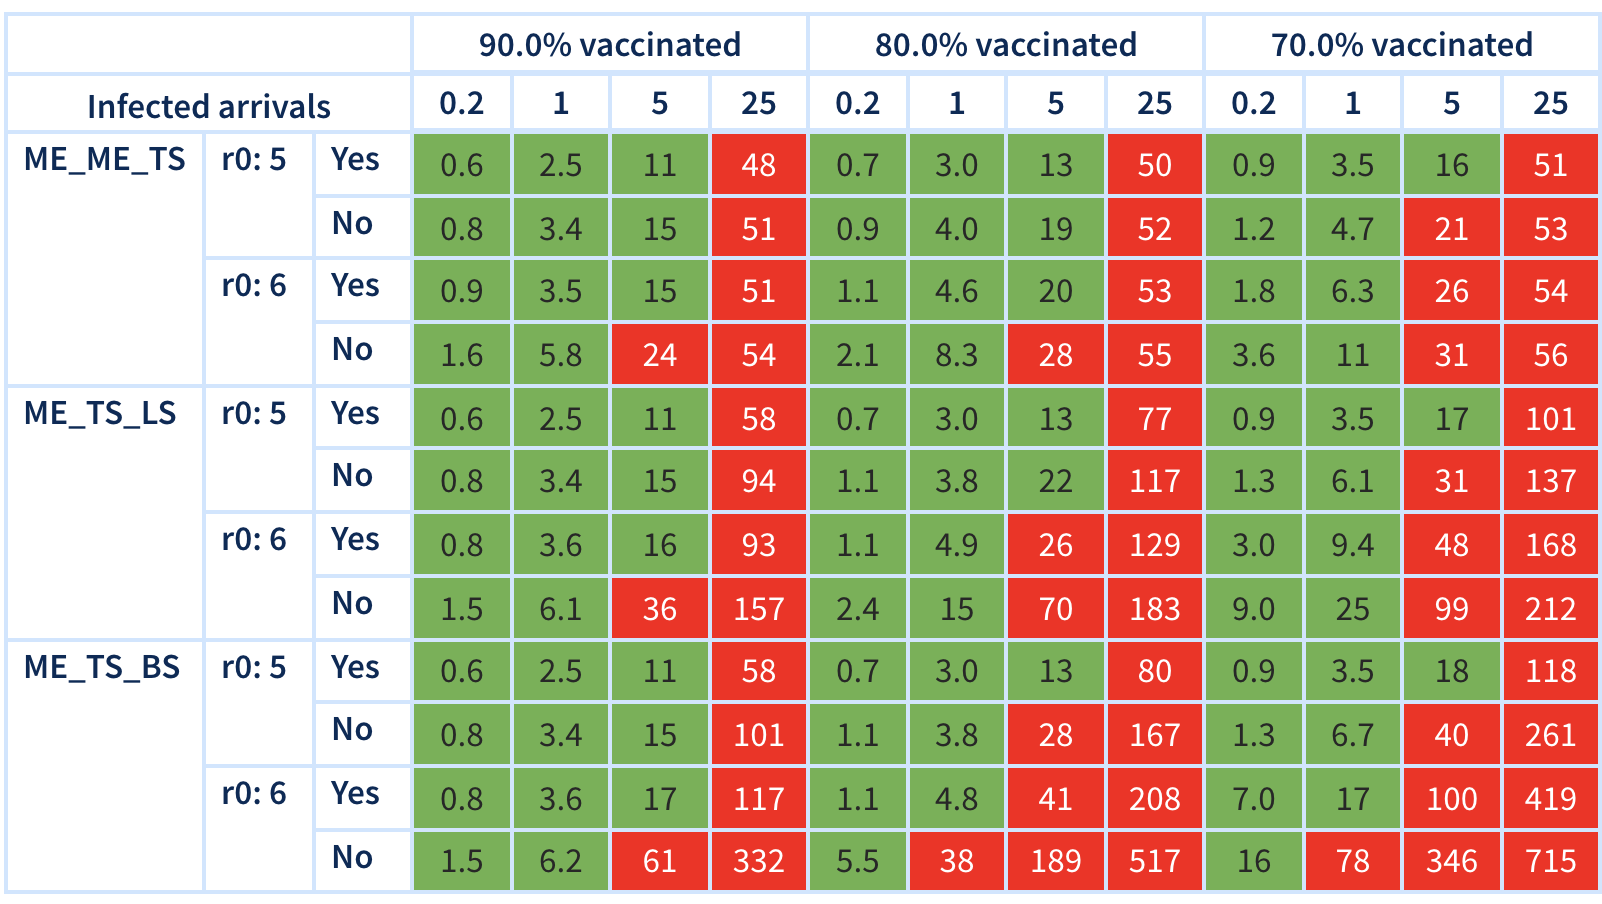 90.0% vaccinated 80.0% vaccinated 70.0% vaccinated
Infected arrivals 0.2 1 5 25 0.2 1 5 25 0.2 1 5 25
ME_ME_TS r0: 5 Yes 0.6 2.5 11 48 0.7 3.0 13 50 0.9 3.5 16 51
No 0.8 3.4 15 51 0.9 4.0 19 52 1.2 4.7 21 53
r0: 6 Yes 0.9 3.5 15 51 1.1 4.6 20 53 1.8 6.3 26 54
No 1.6 5.8 24 54 2.1 8.3 28 55 3.6 11 31 56
ME_TS_LS r0: 5 Yes 0.6 2.5 11 58 0.7 3.0 13 77 0.9 3.5 17 101
No 0.8 3.4 15 94 1.1 3.8 22 117 1.3 6.1 31 137
r0: 6 Yes 0.8 3.6 16 93 1.1 4.9 26 129 3.0 9.4 48 168
No 1.5 6.1 36 157 2.4 15 70 183 9.0 25 99 212
ME_TS_BS r0: 5 Yes 0.6 2.5 11 58 0.7 3.0 13 80 0.9 3.5 18 118
No 0.8 3.4 15 101 1.1 3.8 28 167 1.3 6.7 40 261
r0: 6 Yes 0.8 3.6 17 117 1.1 4.8 41 208 7.0 17 100 419
No 1.5 6.2 61 332 5.5 38 189 517 16 78 346 715